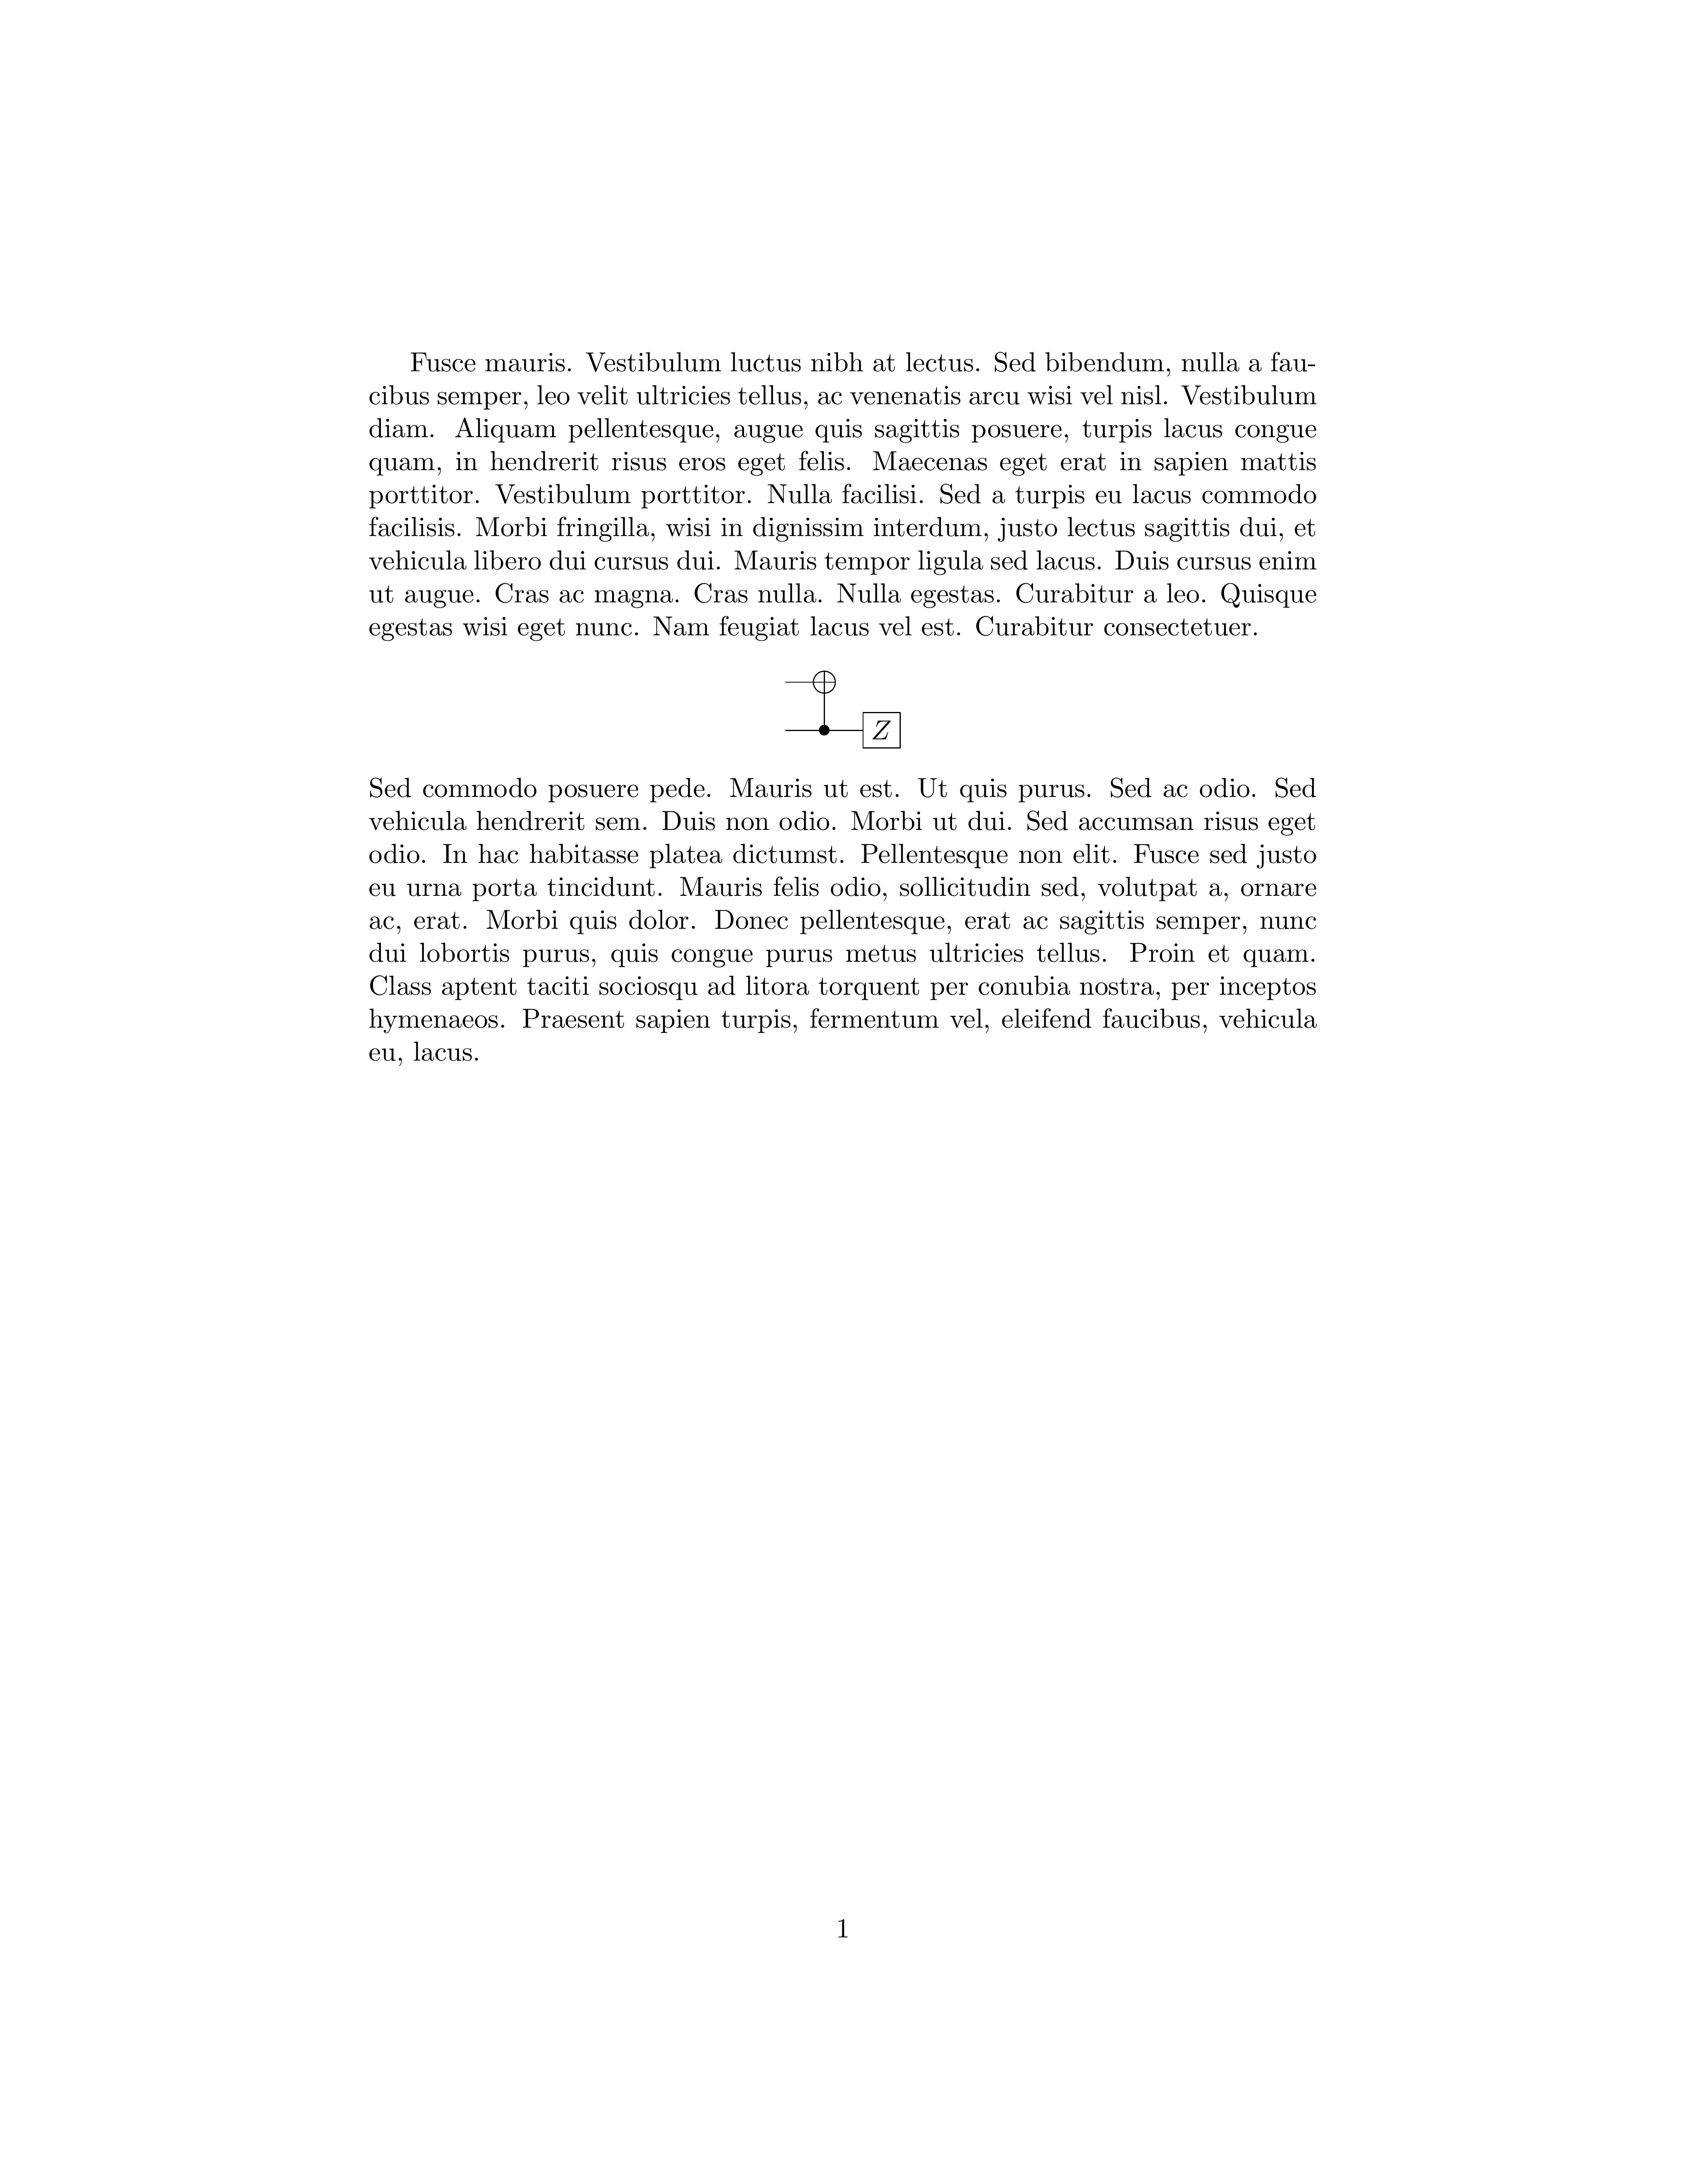 Fusce mauris. Vestibulum luctus nibh at lectus. Sed bibendum, nulla a fau-
cibus semper, leo velit ultricies tellus, ac venenatis arcu wisi vel nisl. Vestibulum
diam. Aliquam pellentesque, augue quis sagittis posuere, turpis lacus congue
quam, in hendrerit risus eros eget felis. Maecenas eget erat in sapien mattis
porttitor. Vestibulum porttitor. Nulla facilisi. Sed a turpis eu lacus commodo
facilisis. Morbi fringilla, wisi in dignissim interdum, justo lectus sagittis dui, et
vehicula libero dui cursus dui. Mauris tempor ligula sed lacus. Duis cursus enim
ut augue. Cras ac magna. Cras nulla. Nulla egestas. Curabitur a leo. Quisque
egestas wisi eget nunc. Nam feugiat lacus vel est. Curabitur consectetuer.
Z
Sed commodo posuere pede. Mauris ut est. Ut quis purus. Sed ac odio. Sed
vehicula hendrerit sem. Duis non odio. Morbi ut dui. Sed accumsan risus eget
odio. In hac habitasse platea dictumst. Pellentesque non elit. Fusce sed justo
eu urna porta tincidunt. Mauris felis odio, sollicitudin sed, volutpat a, ornare
ac, erat. Morbi quis dolor. Donec pellentesque, erat ac sagittis semper, nunc
dui lobortis purus, quis congue purus metus ultricies tellus. Proin et quam.
Class aptent taciti sociosqu ad litora torquent per conubia nostra, per inceptos
hymenaeos. Praesent sapien turpis, fermentum vel, eleifend faucibus, vehicula
eu, lacus.
1